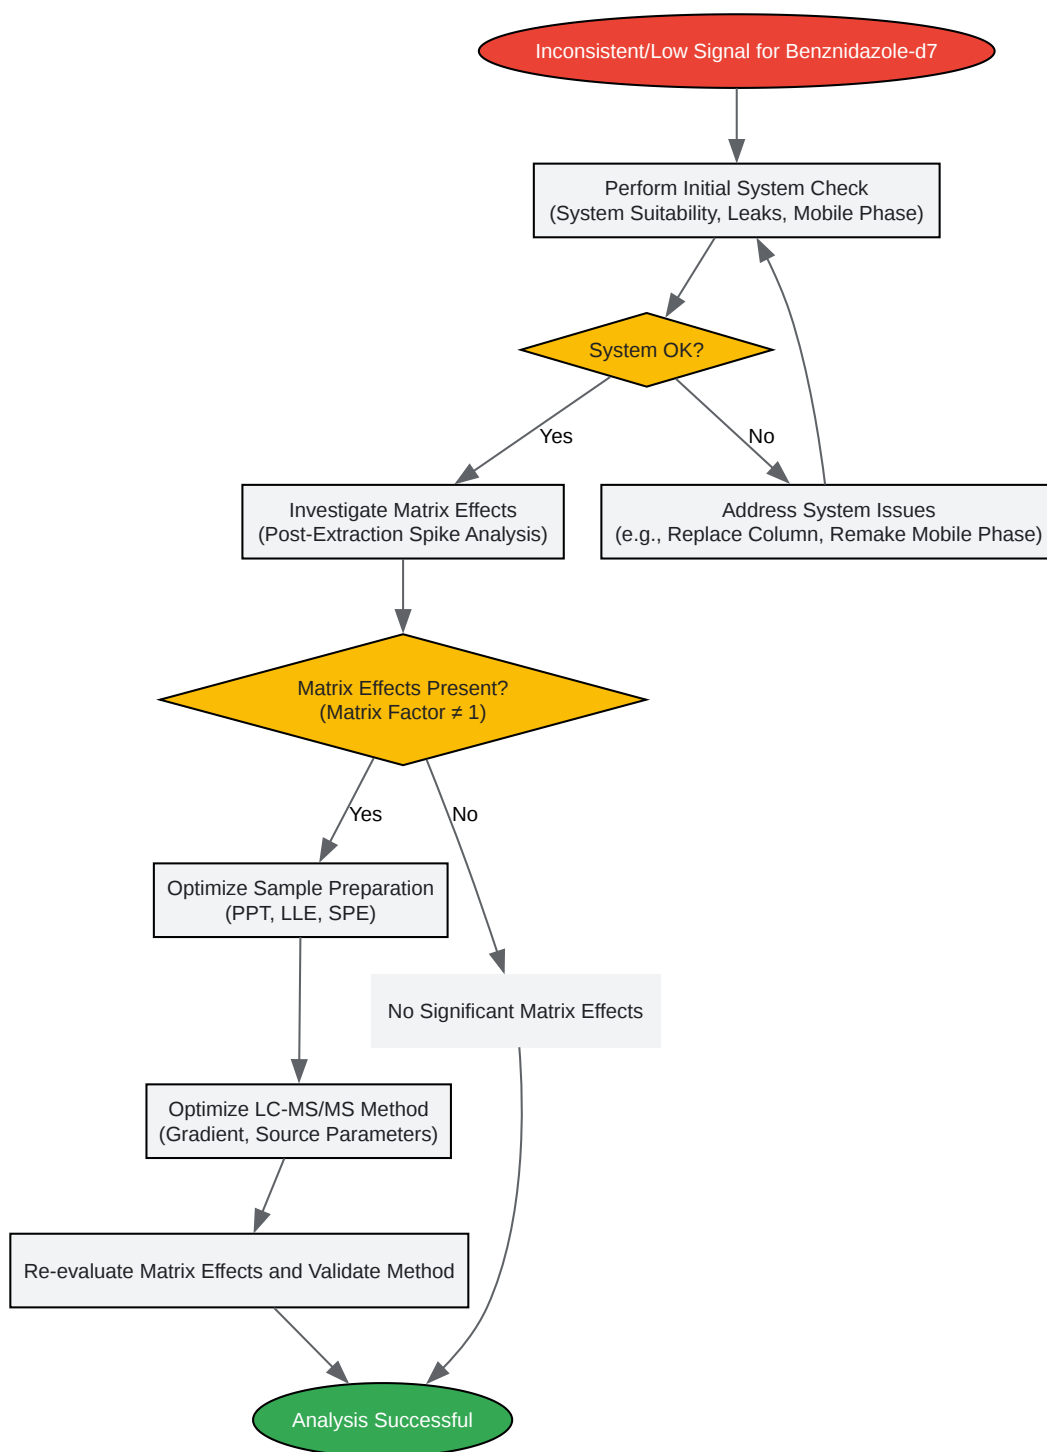 Inconsistent/Low Signal for Benznidazole-d7
Perform Initial System Check
(System Suitability, Leaks, Mobile Phase)
System OK?
Yes
No
Investigate Matrix Effects
(Post-Extraction Spike Analysis)
Address System Issues
(e.g., Replace Column, Remake Mobile Phase)
Matrix Effects Present?
(Matrix Factor ≠ 1)
Yes
No
Optimize Sample Preparation
(PPT, LLE, SPE)
No Significant Matrix Effects
Optimize LC-MS/MS Method
(Gradient, Source Parameters)
Re-evaluate Matrix Effects and Validate Method
Analysis Successful